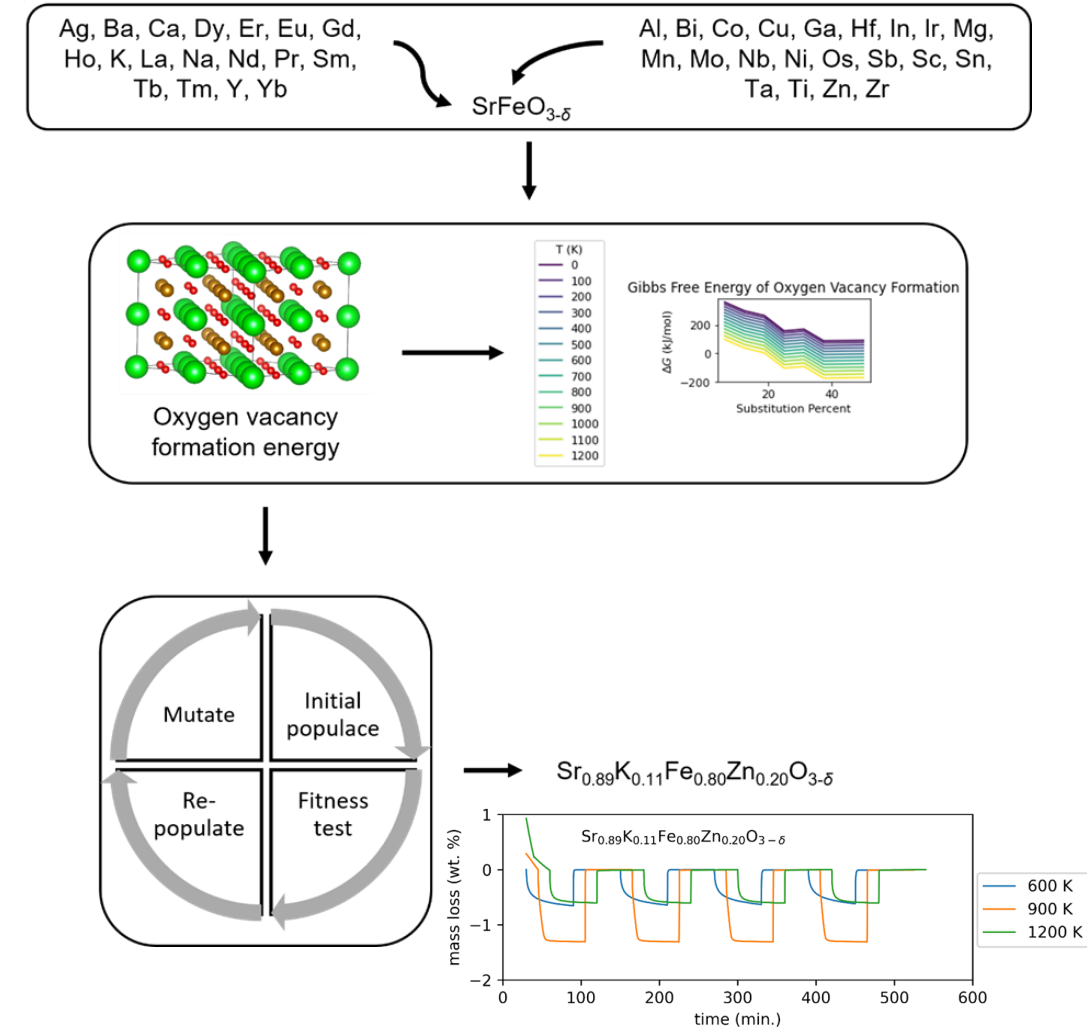 Ag, Ba, Ca, Dy, Er, Eu, Gd,
Ho, K, La, Na, Nd, Pr, Sm,
Tb, Tm, Y, Yb
Al, Bi, Co, Cu, Ga, Hf, In, Ir, Mg,
Mn, Mo, Nb, Ni, Os, Sb, Sc, Sn,
Ta, Ti, Zn, Zr
SrFeO3-δ
Oxygen vacancy
formation energy
T (K)
0
100
200
300
400
500
600
700
800
900
1000
1100
1200
Gibbs Free Energy of Oxygen Vacancy Formation
ΔG (kJ/mol)
200
0
−200
20
40
Substitution Percent
Mutate
Initial
populace
Re-
populate
Fitness
test
Sr0.89K0.11Fe0.80Zn0.20O3-δ
Sr0.89K0.11Fe0.80Zn0.20O3−δ
mass loss (wt. %)
1
0
−1
−2
0
100
200
300
400
500
600
time (min.)
600 K
900 K
1200 K